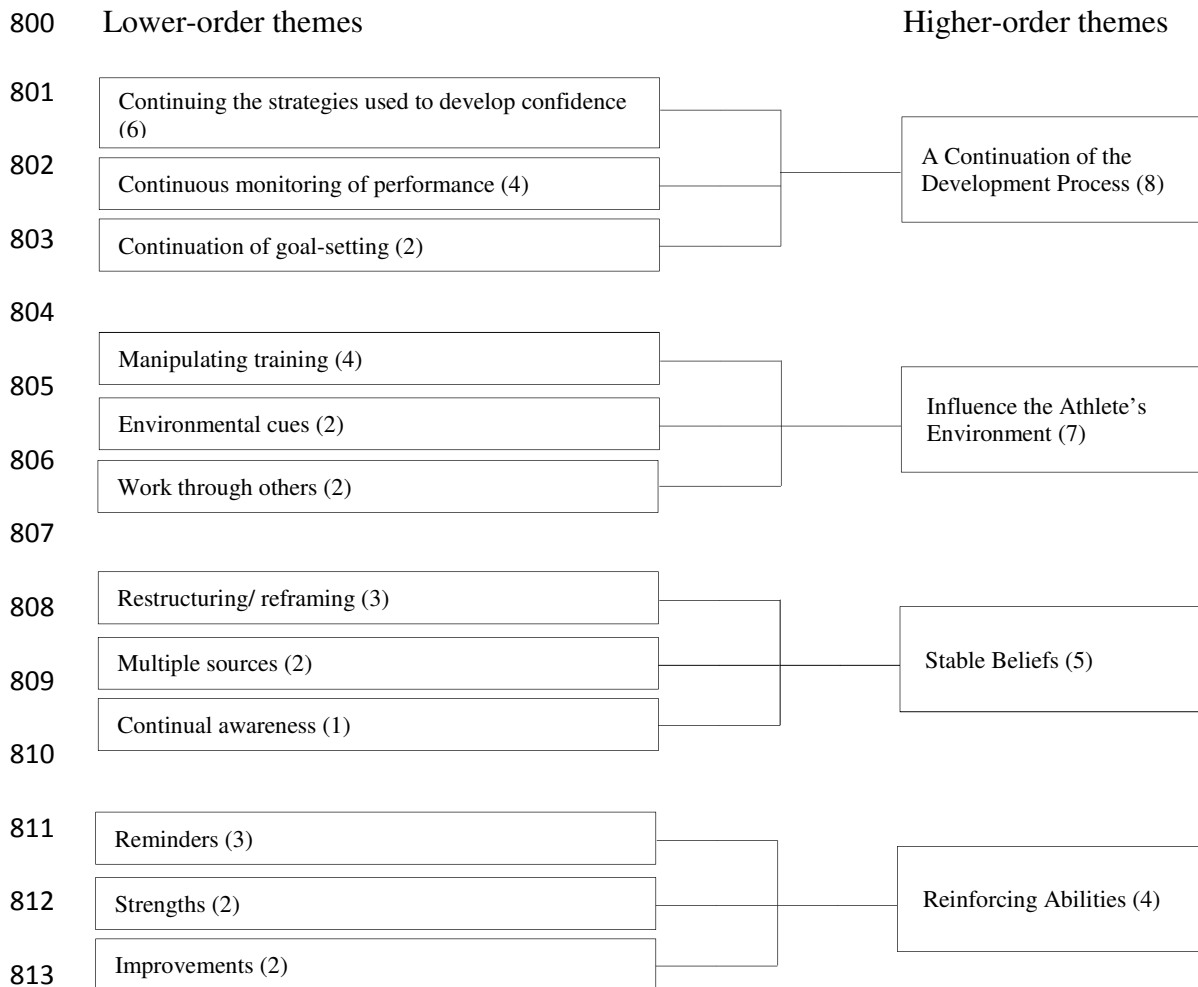 800 Lower-order themes Higher-order themes
801 Continuing the strategies used to develop confidence
(6)
A Continuation of the
Development Process (8)
802 Continuous monitoring of performance (4)
803 Continuation of goal-setting (2)
804
Manipulating training (4)
805
Influence the Athlete's
Environment (7)
Environmental cues (2)
806
Work through others (2)
807
808 Restructuring/ reframing (3)
Multiple sources (2) Stable Beliefs (5)
809
Continual awareness (1)
810
811 Reminders (3)
812 Strengths (2) Reinforcing Abilities (4)
813 Improvements (2)